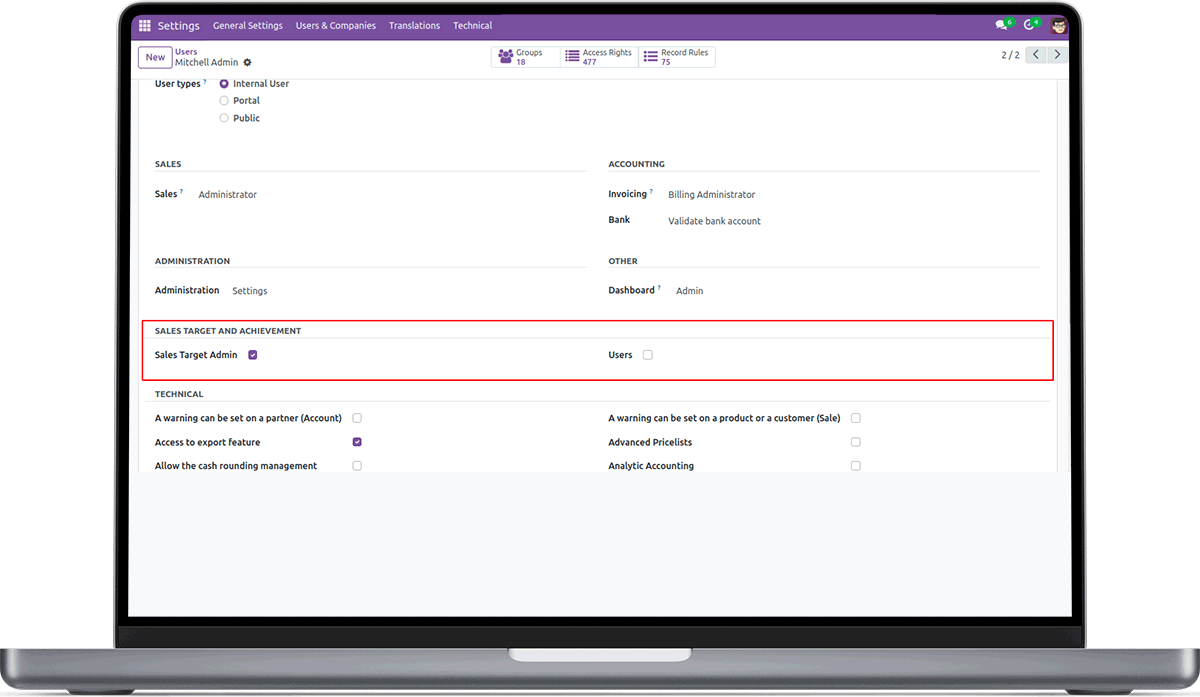 Settings General Settings Users & Companies Translations Technical 6 4
New Users Groups Access Rights Record Rules 2 / 2
Mitchell Admin 18 477 75
User types ? Internal User
Portal
Public
SALES ACCOUNTING
Sales ? Administrator Invoicing ? Billing Administrator
Bank Validate bank account
ADMINISTRATION OTHER
Administration Settings Dashboard ? Admin
SALES TARGET AND ACHIEVEMENT
Sales Target Admin Users
TECHNICAL
A warning can be set on a partner (Account) A warning can be set on a product or a customer (Sale)
Access to export feature Advanced Pricelists
Allow the cash rounding management Analytic Accounting